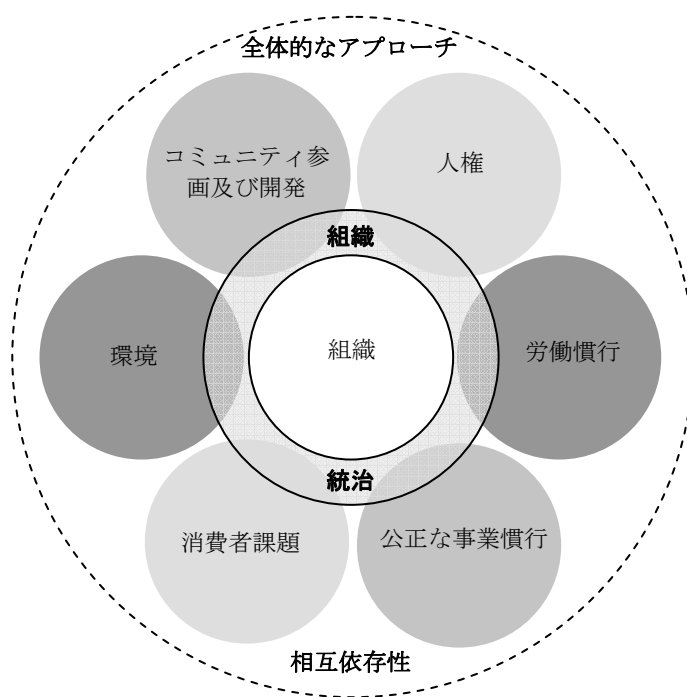 全体的なアプローチ
コミュニティ参
画及び開発
人権
組織
環境
組織
労働慣行
統治
消費者課題
公正な事業慣行
相互依存性